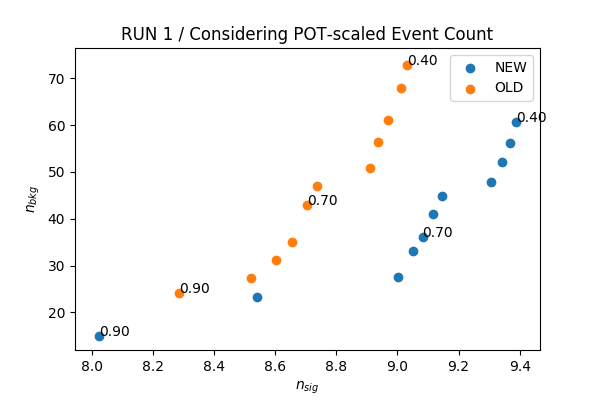 RUN 1 / Considering POT-scaled Event Count
NEW
OLD
0.40
0.40
0.70
0.70
0.90
0.90
70
60
50
40
30
20
n_bkg
8.0 8.2 8.4 8.6 8.8 9.0 9.2 9.4
n_sig